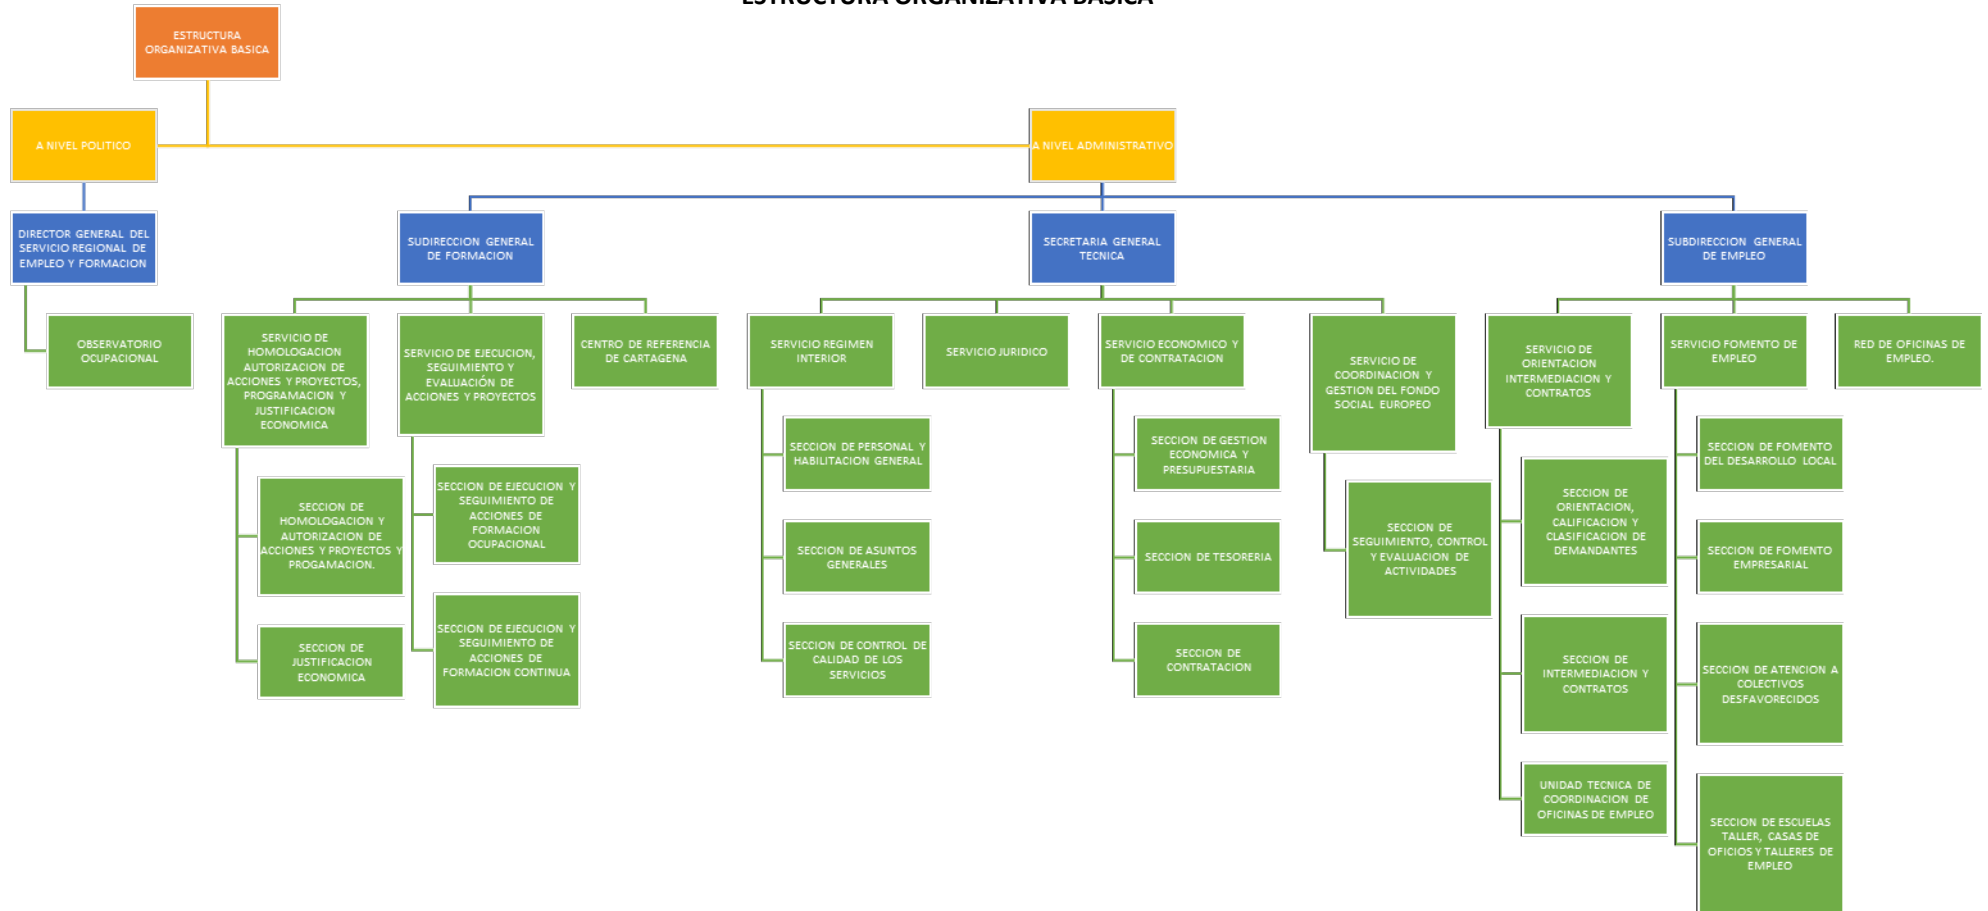 ESTRUCTURA ORGANIZATIVA BASICA
ESTRUCTURA
ORGANIZATIVA BASICA
A NIVEL POLITICO
A NIVEL ADMINISTRATIVO
DIRECTOR GENERAL DEL
SERVICIO REGIONAL DE
EMPLEO Y FORMACION
SUDIRECCION GENERAL
DE FORMACION
SECRETARIA GENERAL
TECNICA
SUBDIRECCION GENERAL
DE EMPLEO
OBSERVATORIO
OCUPACIONAL
SERVICIO DE
HOMOLOGACION
AUTORIZACION DE
ACCIONES Y PROYECTOS,
PROGRAMACION Y
JUSTIFICACION
ECONOMICA
SERVICIO DE EJECUCION,
SEGUIMIENTO Y
EVALUACIÓN DE
ACCIONES Y PROYECTOS
CENTRO DE REFERENCIA
DE CARTAGENA
SERVICIO REGIMEN
INTERIOR
SERVICIO JURIDICO
SERVICIO ECONOMICO Y
DE CONTRATACION
SERVICIO DE
COORDINACION Y
GESTION DEL FONDO
SOCIAL EUROPEO
SERVICIO DE
ORIENTACION
INTERMEDIACION Y
CONTRATOS
SERVICIO FOMENTO DE
EMPLEO
RED DE OFICINAS DE
EMPLEO.
SECCION DE
HOMOLOGACION Y
AUTORIZACION DE
ACCIONES Y PROYECTOS Y
PROGAMACION.
SECCION DE
JUSTIFICACION
ECONOMICA
SECCION DE EJECUCION Y
SEGUIMIENTO DE
ACCIONES DE
FORMACION
OCUPACIONAL
SECCION DE EJECUCION Y
SEGUIMIENTO DE
ACCIONES DE
FORMACION CONTINUA
SECCION DE PERSONAL Y
HABILITACION GENERAL
SECCION DE ASUNTOS
GENERALES
SECCION DE CONTROL DE
CALIDAD DE LOS
SERVICIOS
SECCION DE GESTION
ECONOMICA Y
PRESUPUESTARIA
SECCION DE TESORERIA
SECCION DE
CONTRATACION
SECCION DE
SEGUIMIENTO, CONTROL
Y EVALUACION DE
ACTIVIDADES
SECCION DE
ORIENTACION,
CALIFICACION Y
CLASIFICACION DE
DEMANDANTES
SECCION DE
INTERMEDIACION Y
CONTRATOS
UNIDAD TECNICA DE
COORDINACION DE
OFICINAS DE EMPLEO
SECCION DE FOMENTO
DEL DESARROLLO LOCAL
SECCION DE FOMENTO
EMPRESARIAL
SECCION DE ATENCION A
COLECTIVOS
DESFAVORECIDOS
SECCION DE ESCUELAS
TALLER, CASAS DE
OFICIOS Y TALLERES DE
EMPLEO